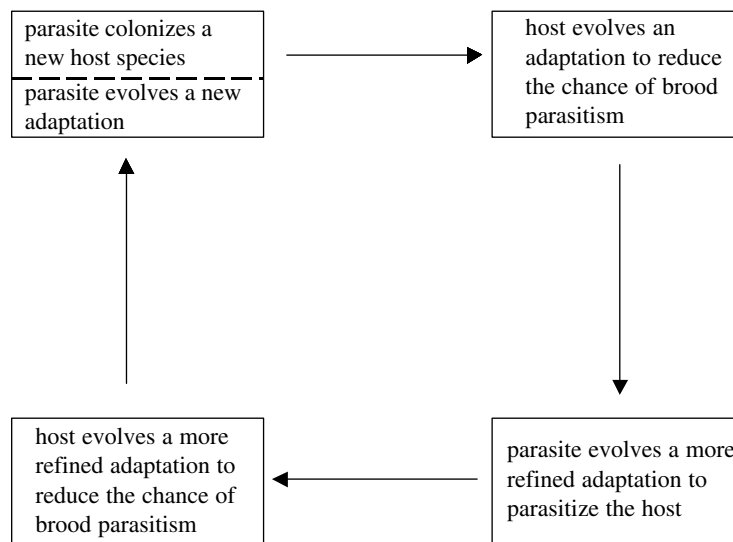 parasite colonizes a
new host species
parasite evolves a new
adaptation
host evolves an
adaptation to reduce
the chance of brood
parasitism
host evolves a more
refined adaptation to
reduce the chance of
brood parasitism
parasite evolves a more
refined adaptation to
parasitize the host